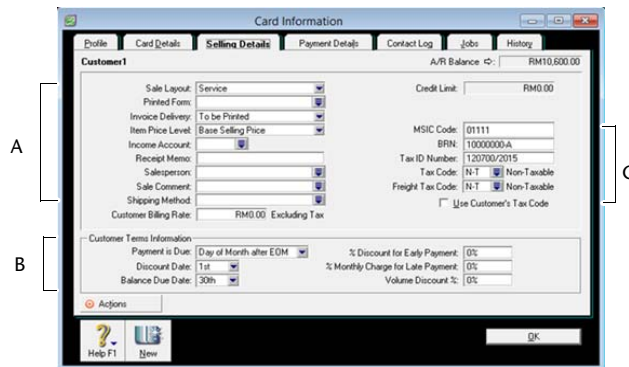 Card Information
Profile Card Details Selling Details Payment Details Contact Log Jobs History
Customer1 A/R Balance RM10,600.00
Sale Layout: Service Credit Limit: RM0.00
Printed Form:
Invoice Delivery: To be Printed
Item Price Level: Base Selling Price MSIC Code: 01111
Income Account: BRN: 10000000-A
Receipt Memo: Tax ID Number: 120700/2015
Salesperson: Tax Code: N-T Non-Taxable
Sale Comment: Freight Tax Code: N-T Non-Taxable
Shipping Method: Use Customer's Tax Code
Customer Billing Rate: RM0.00 Excluding Tax
A
C
Customer Terms Information
Payment is Due: Day of Month after EOM % Discount for Early Payment: 0%
B
Discount Date: 1st % Monthly Charge for Late Payment: 0%
Balance Due Date: 30th Volume Discount %: 0%
Actions
Help F1 New OK